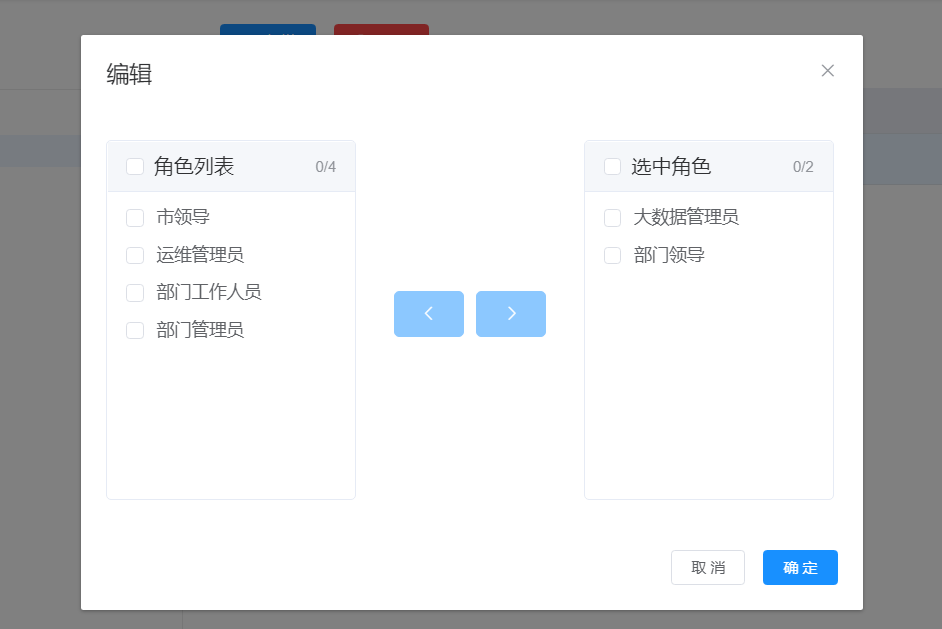 编辑
角色列表 0/4
市领导
运维管理员
部门工作人员
部门管理员
选中角色 0/2
大数据管理员
部门领导
取消 确定